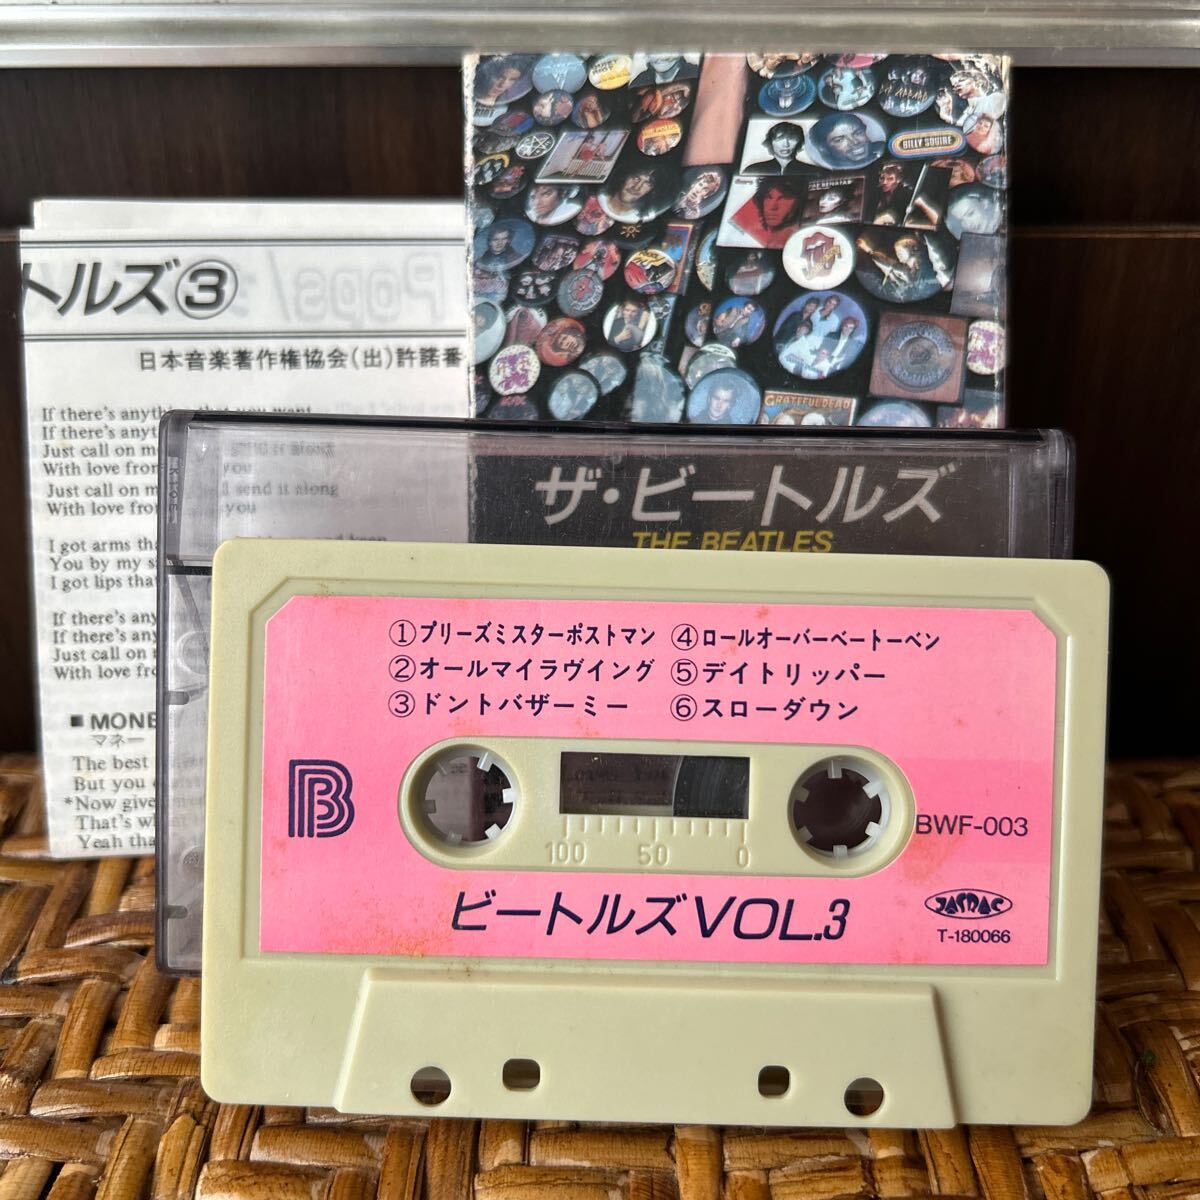 BILLY SQUIRE
GRATEFUL DEAD
トルズ③
Pops/
日本音楽著作権協会(出)許諾番
If there's anything that you want
If there's anyt
Just call on m
With love from you
Just call on m send it along
With love fro you
I got arms tha
You by my si
I got lips tha
If there's any
If there's any
Just call on
With love fro
■ MONE
マネー
The best
But you
*Now give
That's wh
Yeah tha
ザ・ビートルズ
THE BEATLES
①プリーズミスターポストマン ④ロールオーバーベートーベン
②オールマイラヴイング ⑤デイトリッパー
③ドントバザーミー ⑥スローダウン
B
100 50 0
BWF-003
ビートルズVOL.3
JASRAC
T-180066